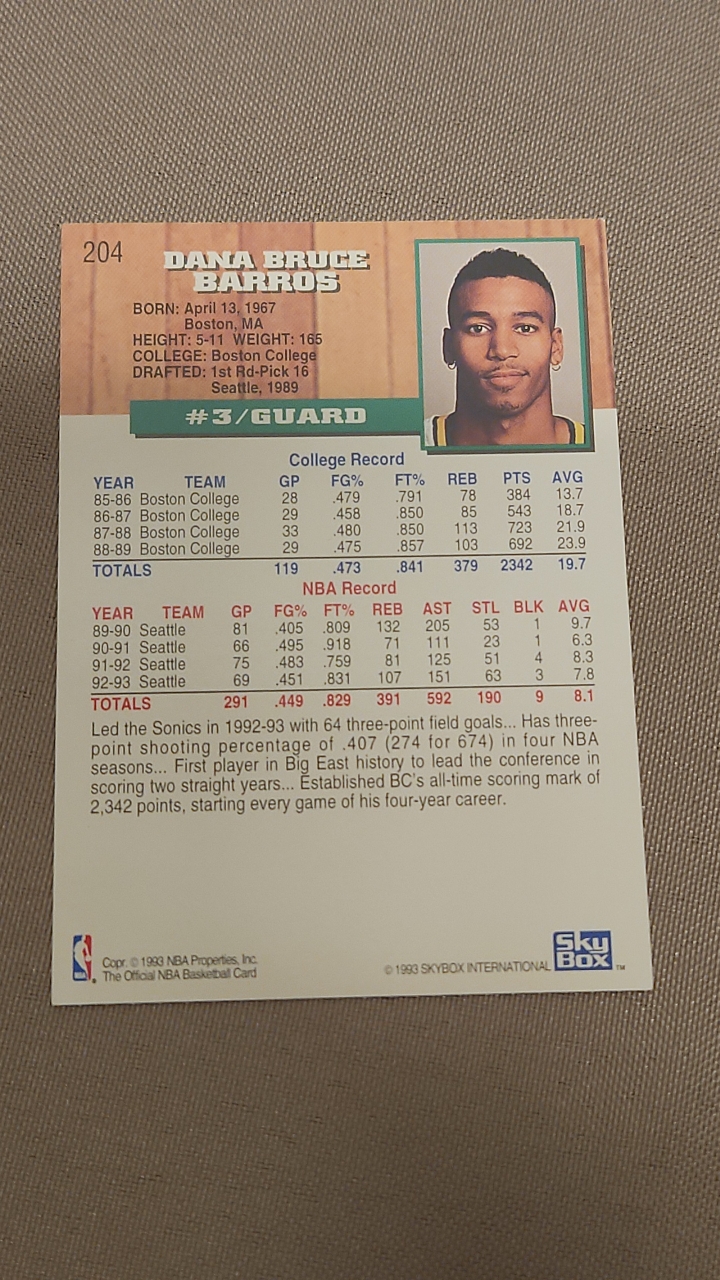 204
DANA BRUCE
BARROS
BORN: April 13, 1967
Boston, MA
HEIGHT: 5-11 WEIGHT: 165
COLLEGE: Boston College
DRAFTED: 1st Rd-Pick 16
Seattle, 1989
#3/GUARD
College Record
YEAR TEAM GP FG% FT% REB PTS AVG
85-86 Boston College 28 .479 .791 78 384 13.7
86-87 Boston College 29 .458 .850 85 543 18.7
87-88 Boston College 33 .480 .850 113 723 21.9
88-89 Boston College 29 .475 .857 103 692 23.9
TOTALS 119 .473 .841 379 2342 19.7
NBA Record
YEAR TEAM GP FG% FT% REB AST STL BLK AVG
89-90 Seattle 81 .405 .809 132 205 53 1 9.7
90-91 Seattle 66 .495 .918 71 111 23 1 6.3
91-92 Seattle 75 .483 .759 81 125 51 4 8.3
92-93 Seattle 69 .451 .831 107 151 63 3 7.8
TOTALS 291 .449 .829 391 592 190 9 8.1
Led the Sonics in 1992-93 with 64 three-point field goals... Has three-
point shooting percentage of .407 (274 for 674) in four NBA
seasons... First player in Big East history to lead the conference in
scoring two straight years... Established BC's all-time scoring mark of
2,342 points, starting every game of his four-year career.
NBA
Copr. © 1993 NBA Properties, Inc.
The Official NBA Basketball Card
© 1993 SKYBOX INTERNATIONAL
Sky
Box ™